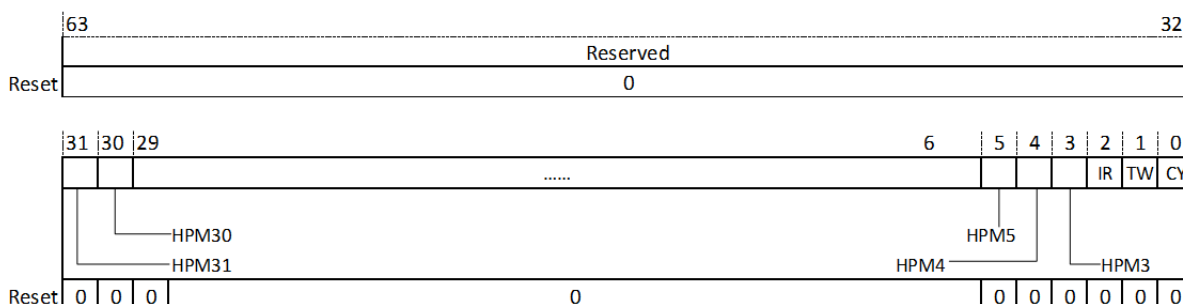 63 32
Reserved
Reset 0
31 30 29 6 5 4 3 2 1 0
...... IR TW CY
HPM30 HPM5
HPM31 HPM4 HPM3
Reset 0 0 0 0 0 0 0 0 0 0